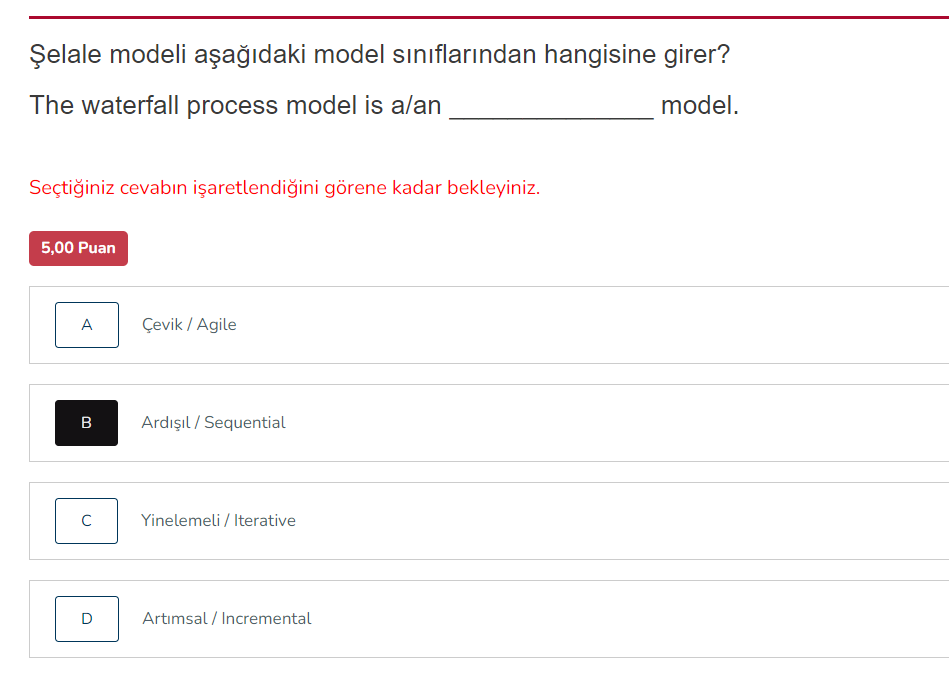 Şelale modeli aşağıdaki model sınıflarından hangisine girer?
The waterfall process model is a/an _______________ model.
Seçtiğiniz cevabın işaretlendiğini görene kadar bekleyiniz.
5,00 Puan
A Çevik / Agile
B Ardışıl / Sequential
C Yinelemeli / Iterative
D Artımsal / Incremental